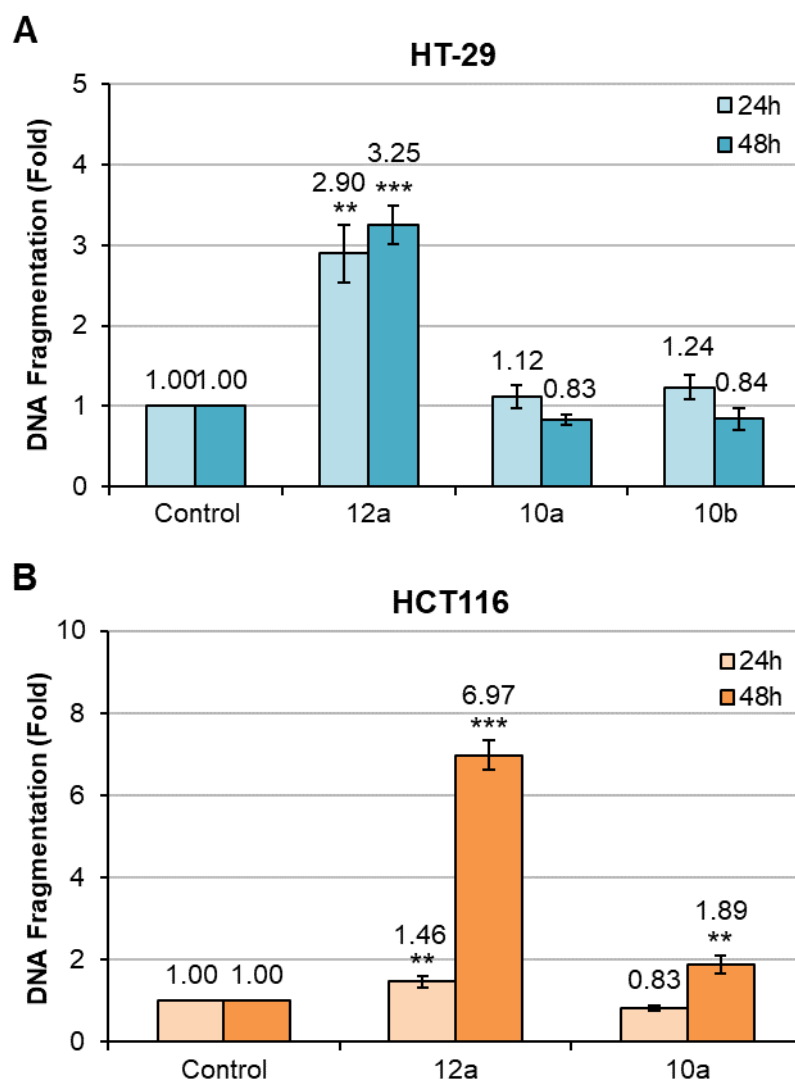 A
HT-29
DNA Fragmentation (Fold)
5
4
3
2
1
0
24h
48h
1.00 1.00
2.90
**
3.25
***
1.12
0.83
1.24
0.84
Control 12a 10a 10b
B
HCT116
DNA Fragmentation (Fold)
10
8
6
4
2
0
24h
48h
1.00 1.00
1.46
**
6.97
***
0.83
1.89
**
Control 12a 10a